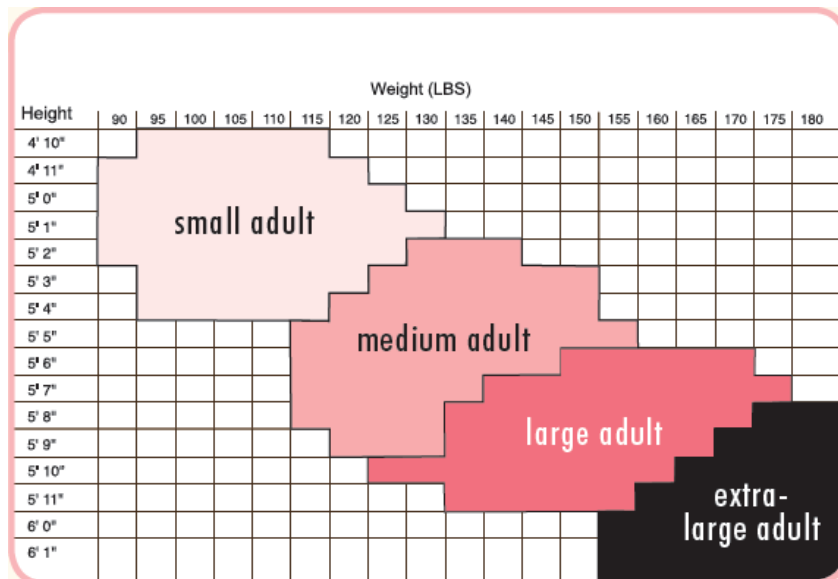 Weight (LBS)
Height
90 95 100 105 110 115 120 125 130 135 140 145 150 155 160 165 170 175 180
4' 10"
4' 11"
5' 0"
5' 1"
5' 2"
5' 3"
5' 4"
5' 5"
5' 6"
5' 7"
5' 8"
5' 9"
5' 10"
5' 11"
6' 0"
6' 1"
small adult
medium adult
large adult
extra-
large adult